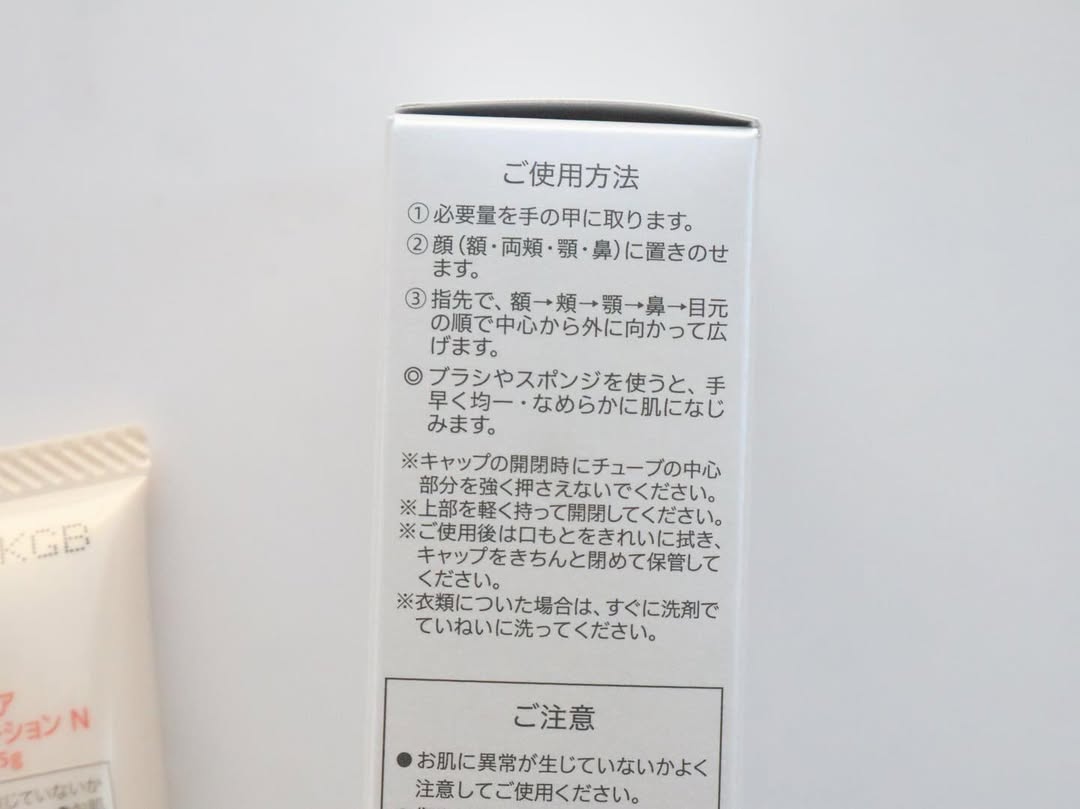 ご使用方法
①必要量を手の甲に取ります。
②顔(額・両頬・顎・鼻)に置きのせ
ます。
③指先で、額→頬→顎→鼻→目元
の順で中心から外に向かって広
げます。
◎ブラシやスポンジを使うと、手
早く均一・なめらかに肌になじ
みます。
※キャップの開閉時にチューブの中心
部分を強く押さえないでください。
※上部を軽く持って開閉してください。
※ご使用後は口もとをきれいに拭き、
キャップをきちんと閉めて保管して
ください。
※衣類についた場合は、すぐに洗剤で
ていねいに洗ってください。
ご注意
●お肌に異常が生じていないかよく
注意してご使用ください。
KGB
ア
ーション N
5g
じていないか